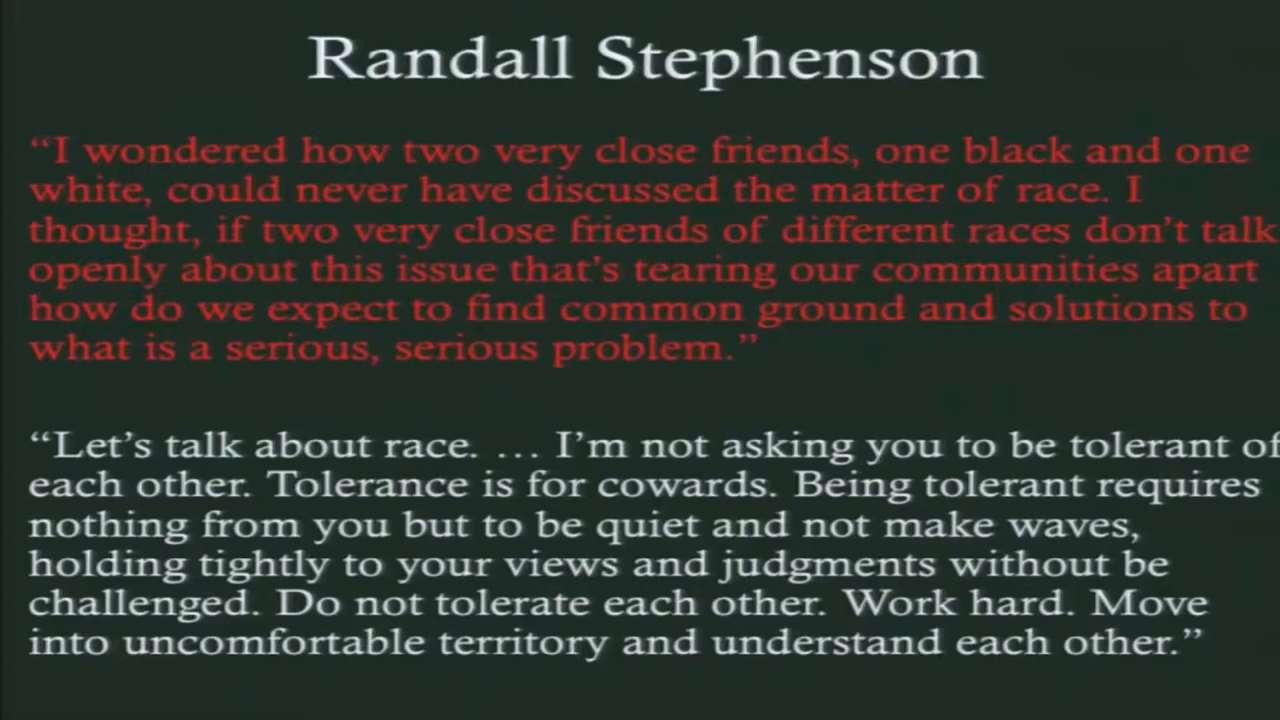 Randall Stephenson
“I wondered how two very close friends, one black and one
white, could never have discussed the matter of race. I
thought, if two very close friends of different races don’t talk
openly about this issue that’s tearing our communities apart
how do we expect to find common ground and solutions to
what is a serious, serious problem.”
“Let’s talk about race. … I’m not asking you to be tolerant of
each other. Tolerance is for cowards. Being tolerant requires
nothing from you but to be quiet and not make waves,
holding tightly to your views and judgments without be
challenged. Do not tolerate each other. Work hard. Move
into uncomfortable territory and understand each other.”